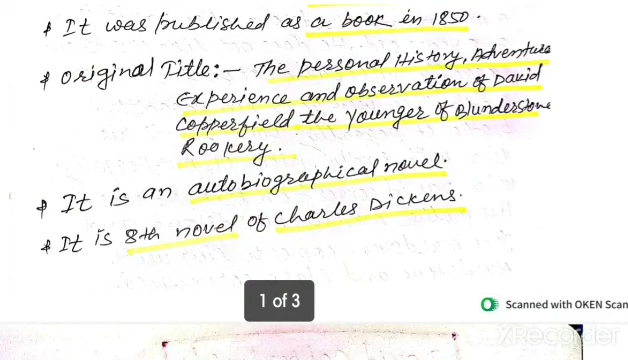 * It was published as a book in 1850.
* Original Title:- The personal History, Adventure
Experience and observation of David
Copperfield the Younger of Blunderstone
Rookery.
* It is an autobiographical novel.
* It is 8th novel of Charles Dickens.
1 of 3
Scanned with OKEN Scan
XRecorder